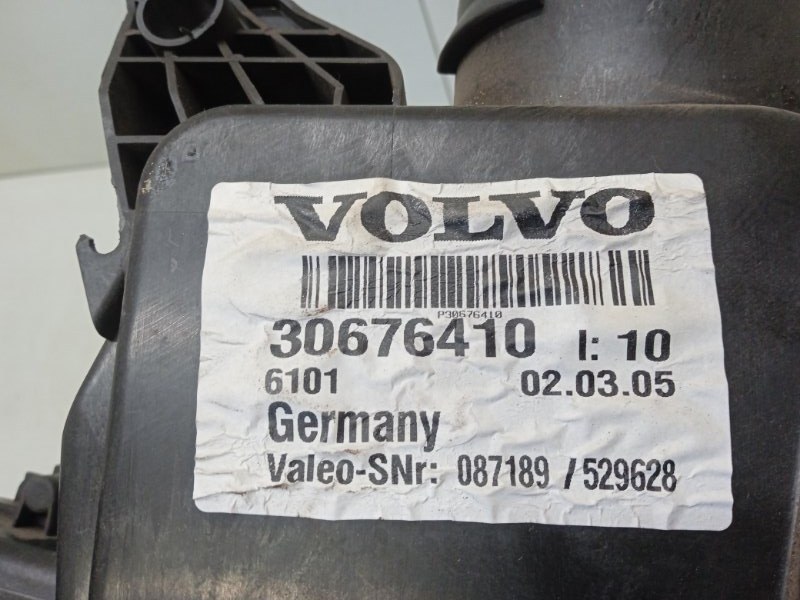 VOLVO
P30676410
30676410 I: 10
6101 02.03.05
Germany
Valeo-SNr: 087189 /529628